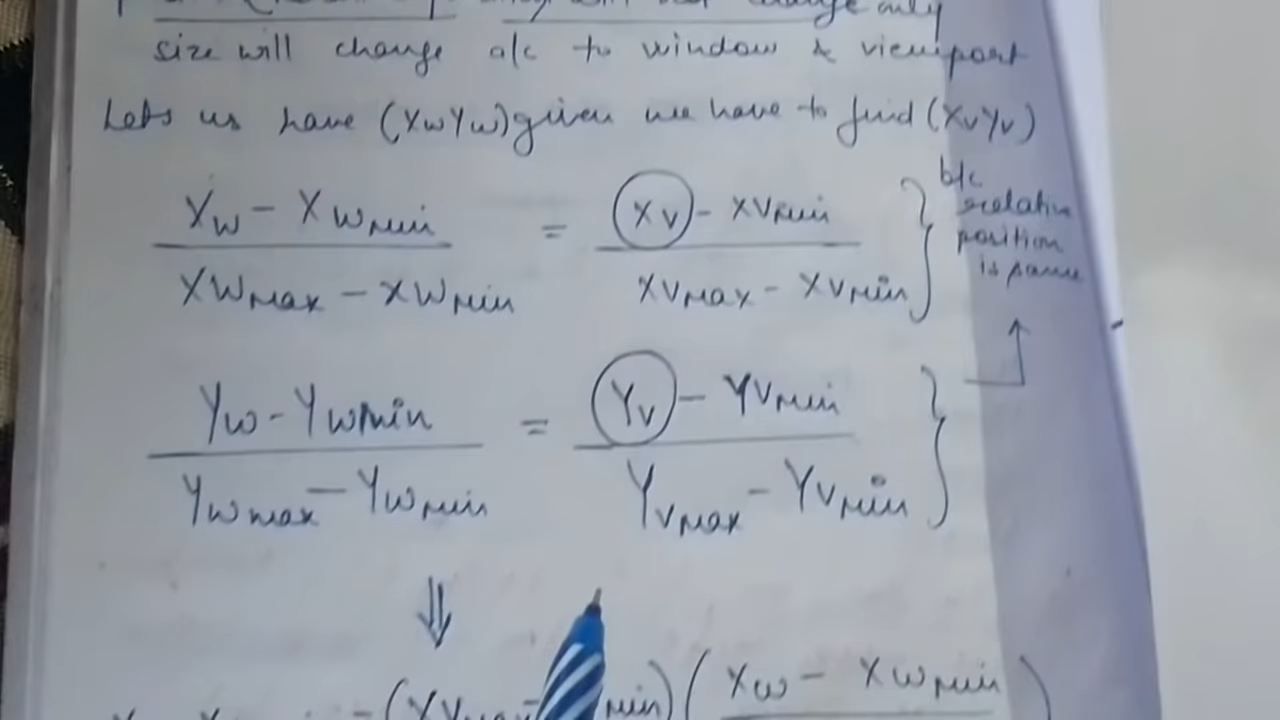 change only
size will change a/c to window & viewport
Lets us have (XwYw) given we have to find (XvYv)
Xw - Xwmin = Xv - Xvmin
XWMax - XWMin XVMax - XVMin
b/c
relative
position
is same
Yw - Ywmin = Yv - YVmin
Ywmax - Ywmin YvMax - YVMin
⇓
(Xw - Xwmin)